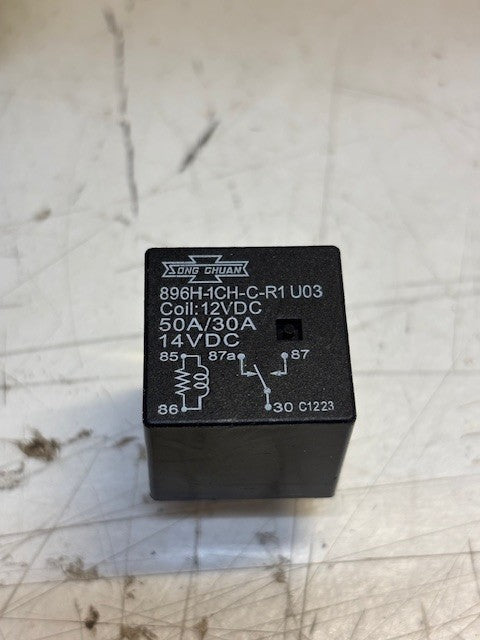 SONG CHUAN
896H-1CH-C-R1 U03
Coil:12VDC
50A/30A
14VDC
85 87a 87
86 30 C1223